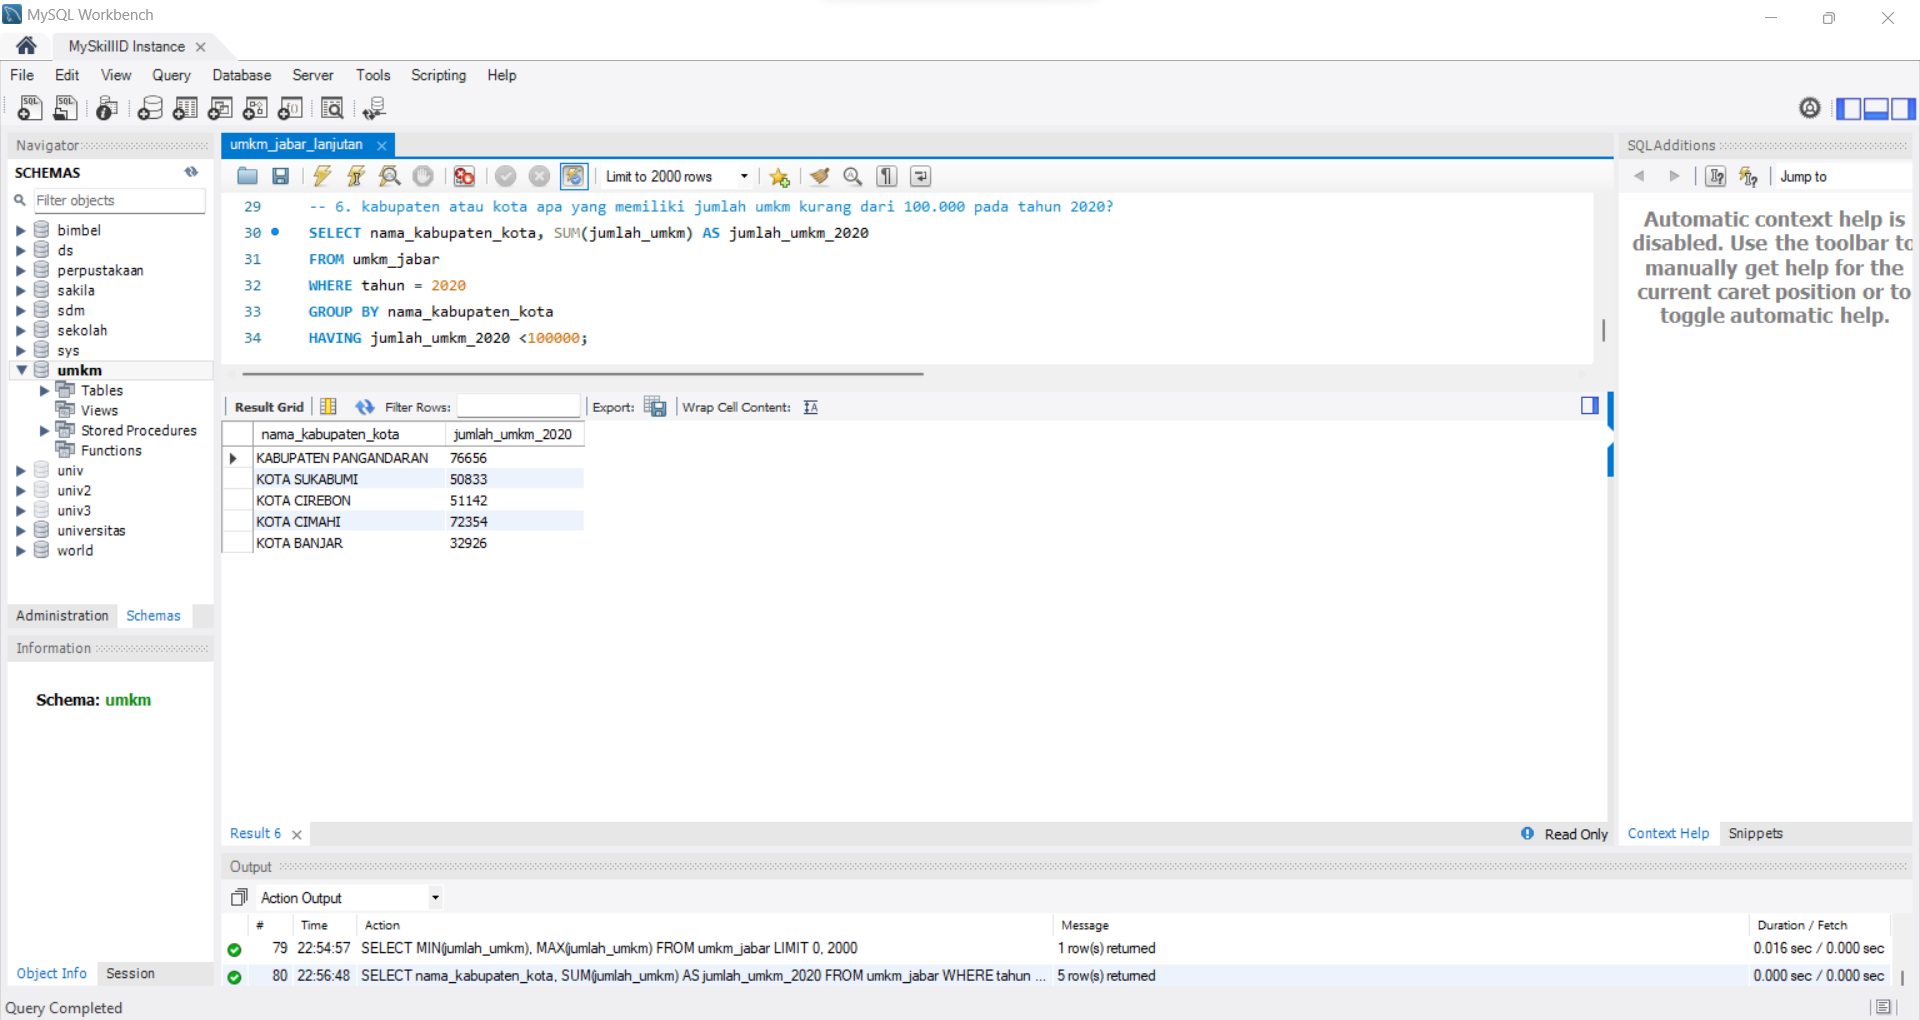 MySQL Workbench
MySkillID Instance
File Edit View Query Database Server Tools Scripting Help
Navigator
SCHEMAS
Filter objects
bimbel
ds
perpustakaan
sakila
sdm
sekolah
sys
umkm
Tables
Views
Stored Procedures
Functions
univ
univ2
univ3
universitas
world
Administration Schemas
Information
Schema: umkm
Object Info Session
Query Completed
umkm_jabar_lanjutan
Limit to 2000 rows
29 -- 6. kabupaten atau kota apa yang memiliki jumlah umkm kurang dari 100.000 pada tahun 2020?
30 SELECT nama_kabupaten_kota, SUM(jumlah_umkm) AS jumlah_umkm_2020
31 FROM umkm_jabar
32 WHERE tahun = 2020
33 GROUP BY nama_kabupaten_kota
34 HAVING jumlah_umkm_2020 <100000;
Result Grid Filter Rows: Export: Wrap Cell Content:
nama_kabupaten_kota jumlah_umkm_2020
KABUPATEN PANGANDARAN 76656
KOTA SUKABUMI 50833
KOTA CIREBON 51142
KOTA CIMAHI 72354
KOTA BANJAR 32926
Result 6 Read Only
SQLAdditions
Jump to
Automatic context help is
disabled. Use the toolbar to
manually get help for the
current caret position or to
toggle automatic help.
Context Help Snippets
Output
Action Output
# Time Action Message Duration / Fetch
79 22:54:57 SELECT MIN(jumlah_umkm), MAX(jumlah_umkm) FROM umkm_jabar LIMIT 0, 2000 1 row(s) returned 0.016 sec / 0.000 sec
80 22:56:48 SELECT nama_kabupaten_kota, SUM(jumlah_umkm) AS jumlah_umkm_2020 FROM umkm_jabar WHERE tahun ... 5 row(s) returned 0.000 sec / 0.000 sec